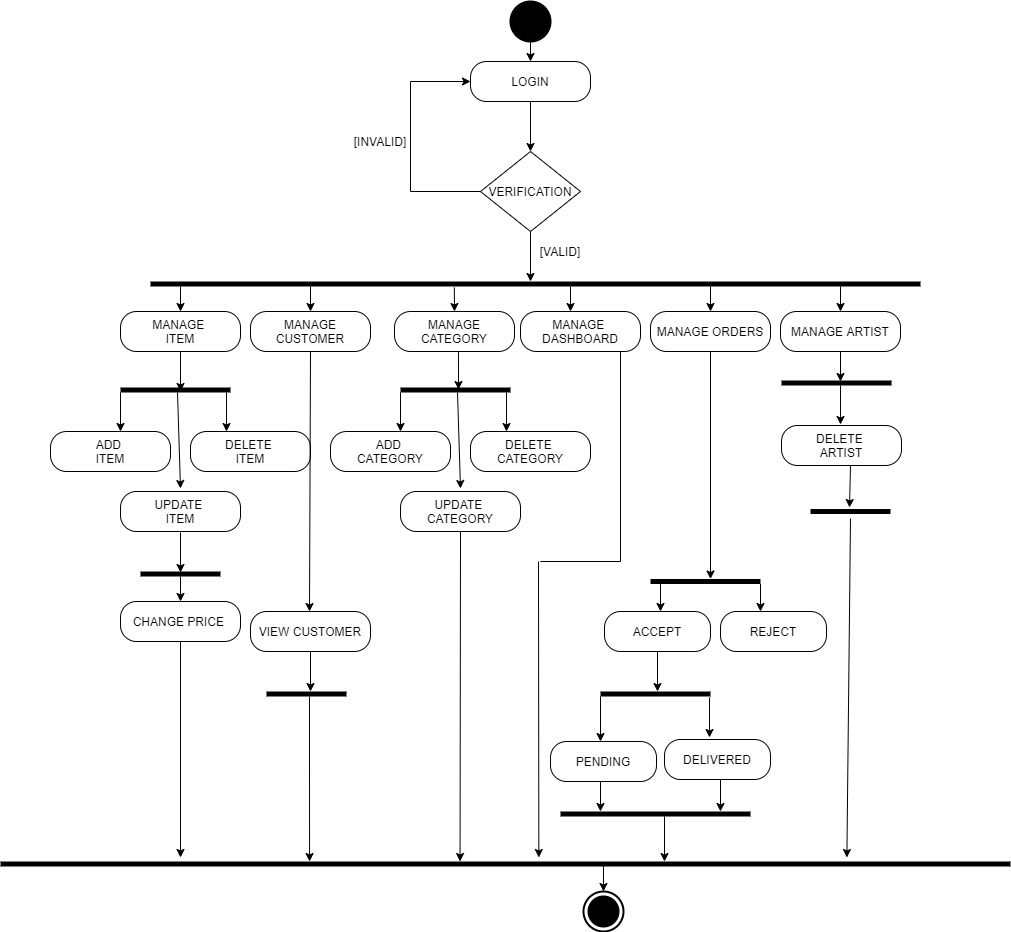 LOGIN
[INVALID]
VERIFICATION
[VALID]
MANAGE
ITEM
MANAGE
CUSTOMER
MANAGE
CATEGORY
MANAGE
DASHBOARD
MANAGE ORDERS
MANAGE ARTIST
ADD
ITEM
DELETE
ITEM
ADD
CATEGORY
DELETE
CATEGORY
DELETE
ARTIST
UPDATE
ITEM
UPDATE
CATEGORY
CHANGE PRICE
VIEW CUSTOMER
ACCEPT
REJECT
PENDING
DELIVERED